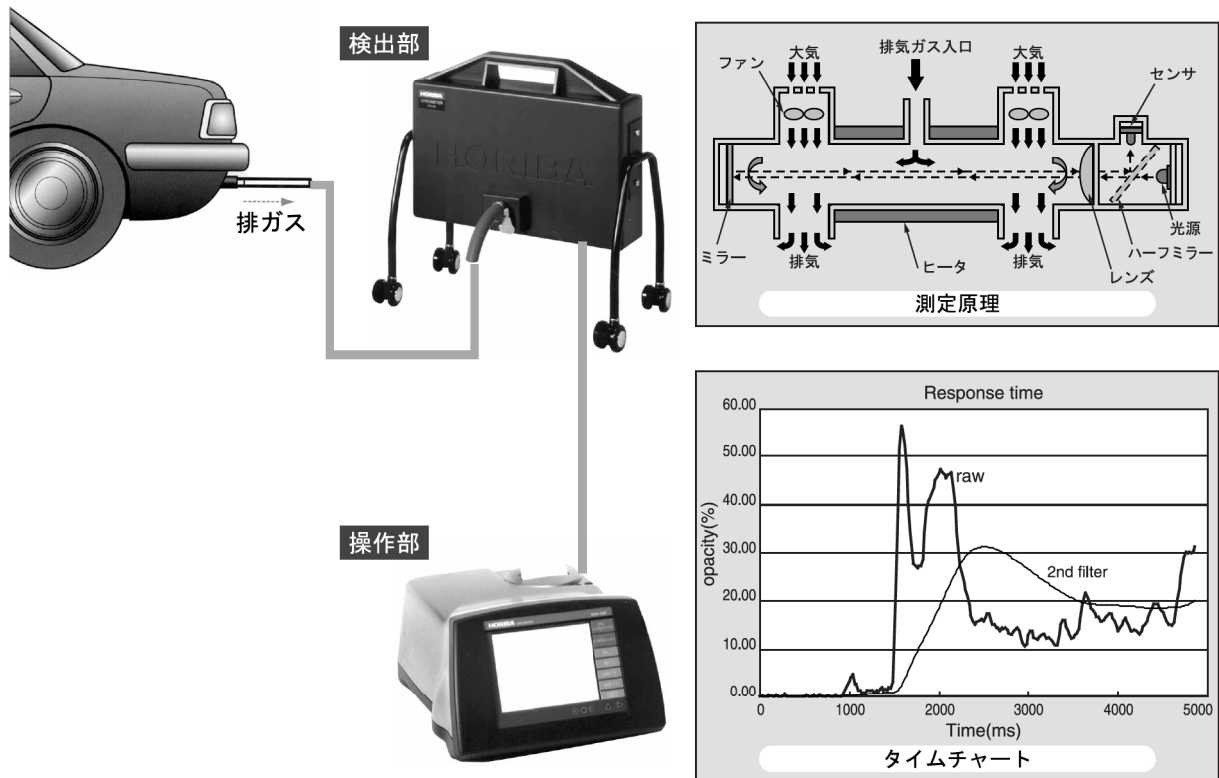 検出部
HORIBA
HORIBA
排ガス
操作部
HORIBA
大気
排気ガス入口
大気
ファン
センサ
ミラー
排気
ヒータ
排気
光源
ハーフミラー
レンズ
測定原理
Response time
60.00
50.00
40.00
30.00
20.00
10.00
0.00
opacity(%)
raw
2nd filter
0
1000
2000
3000
4000
5000
Time(ms)
タイムチャート